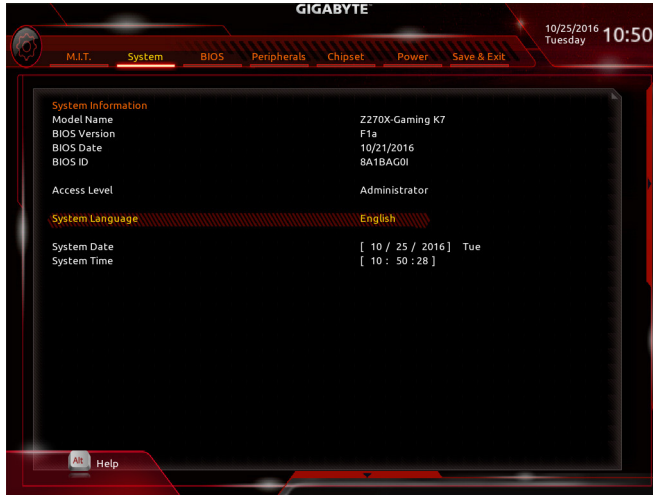 GIGABYTE™
10/25/2016 10:50
Tuesday
M.I.T. System BIOS Peripherals Chipset Power Save & Exit
System Information
Model Name Z270X-Gaming K7
BIOS Version F1a
BIOS Date 10/21/2016
BIOS ID 8A1BAG0I
Access Level Administrator
System Language English
System Date [ 10 / 25 / 2016 ] Tue
System Time [ 10 : 50 : 28 ]
Alt Help